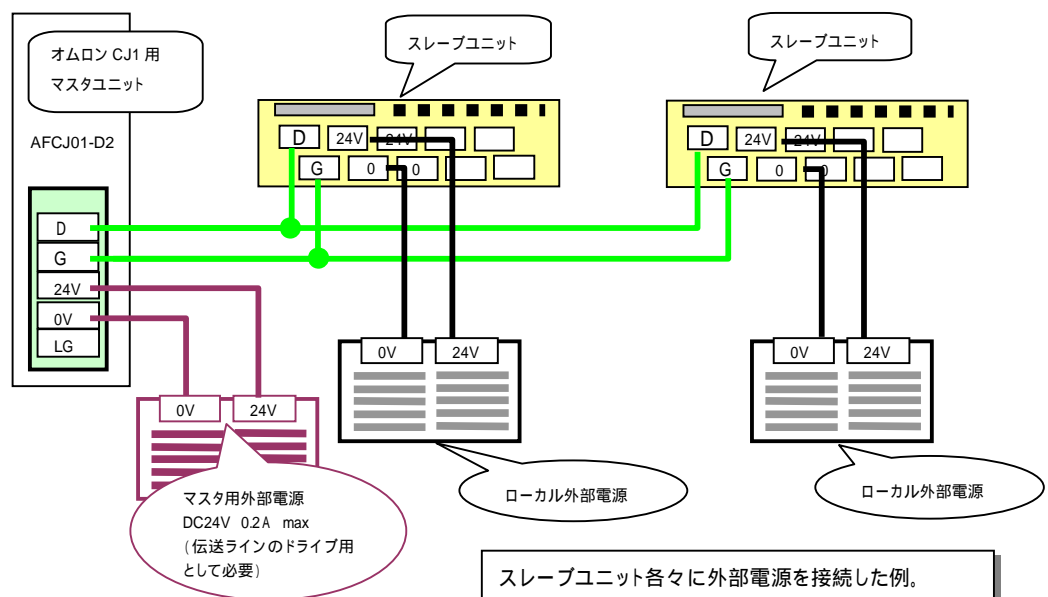 オムロン CJ1 用
マスタユニット
AFCJ01-D2
D
G
24V
0V
LG
スレーブユニット
D
24V
24V
G
0
0
スレーブユニット
D
24V
24V
G
0
0
0V
24V
マスタ用外部電源
DC24V 0.2A max
(伝送ラインのドライブ用
として必要)
0V
24V
ローカル外部電源
0V
24V
ローカル外部電源
スレーブユニット各々に外部電源を接続した例。